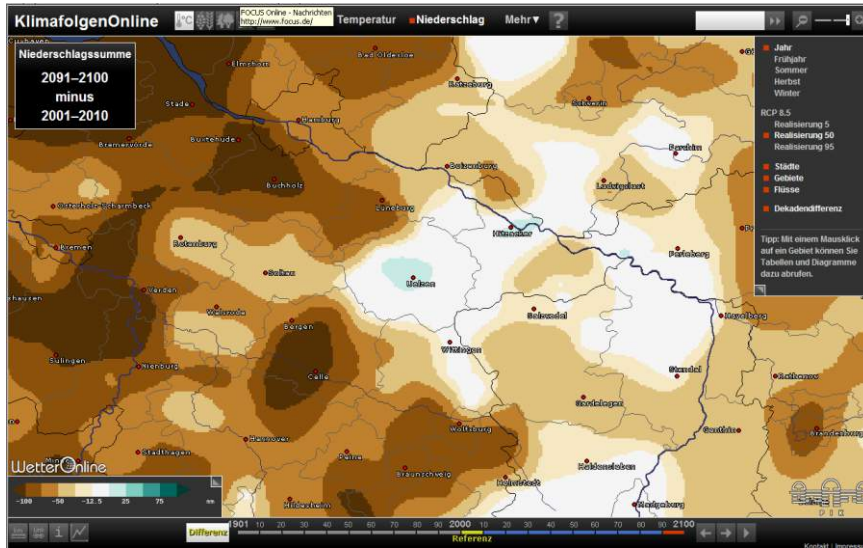 KlimafolgenOnline
°C
FOCUS Online - Nachrichten
http://www.focus.de/
Temperatur
Niederschlag
Mehr▼
?
Niederschlagssumme
2091–2100
minus
2001–2010
Jahr
Frühjahr
Sommer
Herbst
Winter
RCP 8.5
Realisierung 5
Realisierung 50
Realisierung 95
Städte
Gebiete
Flüsse
Dekadendifferenz
Tipp: Mit einem Mausklick
auf ein Gebiet können Sie
Tabellen und Diagramme
dazu abrufen.
Bad Oldesloe
Elmshorn
Ratzeburg
Schwerin
Stade
Hamburg
Bremervörde
Buxtehude
Parchim
Boizenburg
Buchholz
Ludwigslust
Lüneburg
Osterholz-Scharmbeck
Hitzacker
Bremen
Rotenburg
Perleberg
Soltau
Uelzen
Verden
Walsrode
Salzwedel
Havelberg
Bergen
Wittingen
Sulingen
Nienburg
Celle
Stendal
Rathenow
Gardelegen
Wolfsburg
Genthin
Brandenburg
Hannover
Stadthagen
Peine
Braunschweig
Haldensleben
Helmstedt
Hildesheim
Magdeburg
WetterOnline
-100 -50 -12.5 25 75 mm
PIK
Differenz
1901 10 20 30 40 50 60 70 80 90 2000 10 20 30 40 50 60 70 80 90 2100
Referenz
Kontakt | Impress